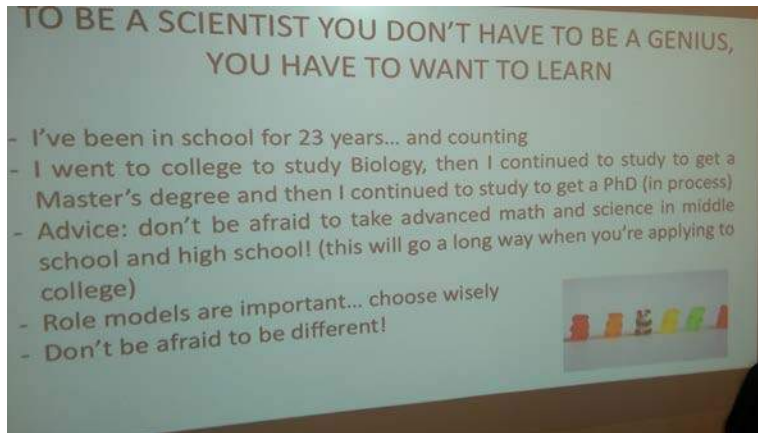 TO BE A SCIENTIST YOU DON'T HAVE TO BE A GENIUS,
YOU HAVE TO WANT TO LEARN
- I've been in school for 23 years... and counting
- I went to college to study Biology, then I continued to study to get a
Master's degree and then I continued to study to get a PhD (in process)
- Advice: don't be afraid to take advanced math and science in middle
school and high school! (this will go a long way when you're applying to
college)
- Role models are important... choose wisely
- Don't be afraid to be different!